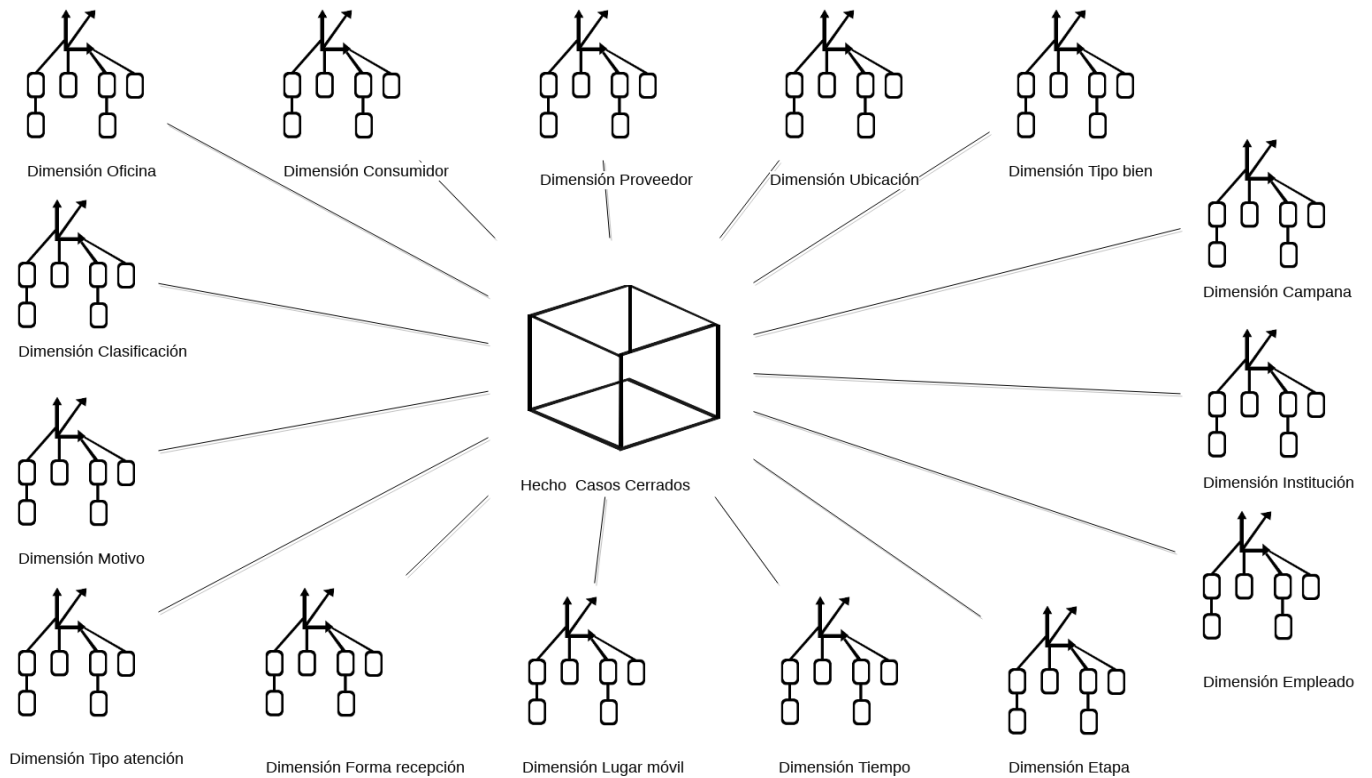 Dimensión Oficina
Dimensión Consumidor
Dimensión Proveedor
Dimensión Ubicación
Dimensión Tipo bien
Dimensión Campana
Dimensión Clasificación
Hecho  Casos Cerrados
Dimensión Institución
Dimensión Motivo
Dimensión Empleado
Dimensión Tipo atención
Dimensión Forma recepción
Dimensión Lugar móvil
Dimensión Tiempo
Dimensión Etapa